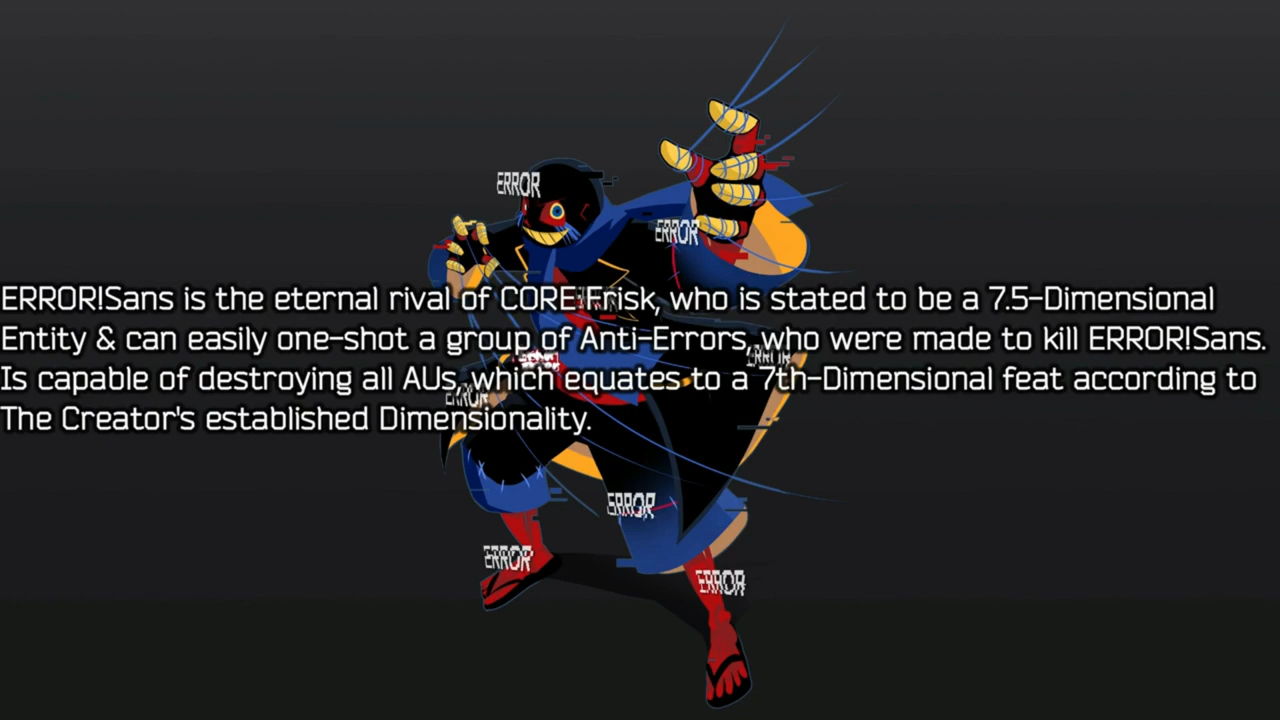 ERROR
ERROR
ERROR!Sans is the eternal rival of CORE!Frisk, who is stated to be a 7.5-Dimensional
Entity & can easily one-shot a group of Anti-Errors, who were made to kill ERROR!Sans.
ERROR
Is capable of destroying all AUs, which equates to a 7th-Dimensional feat according to
ERROR
The Creator's established Dimensionality.
ERROR
ERROR
ERROR